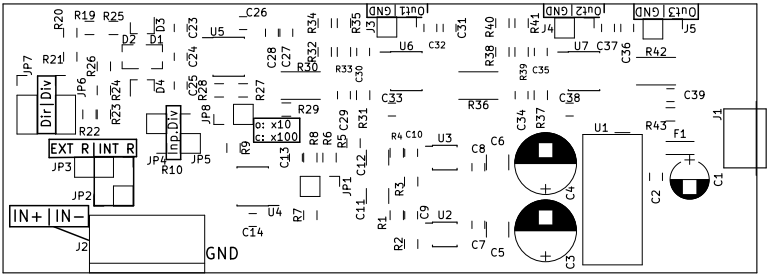 R20
R19
R25
D3
C23
C26
R34
R35
J3
GND
Out1
C31
R40
R41
J4
GND
Out2
GND
Out3
J5
D2
D1
U5
C28
C27
R32
U6
C32
R38
U7
C37
C36
R42
R21
JP7
R26
C24
R30
R33
C30
R39
C35
Dir|Div
JP6
R24
D4
C25
R28
R27
R36
C39
J1
R23
JP8
R29
C33
C34
R37
C38
R22
Inp.Div
o: x10
c: x100
C29
R31
U1
R43
F1
EXT R|INT R
R9
C13
R8
R6
R5
C12
R4
C10
U3
C8
C6
JP3
JP4
JP5
R10
JP1
R3
C4
C2
C1
JP2
U4
R7
C11
R1
C9
U2
IN+|IN-
C14
R2
C7
C5
C3
J2
GND